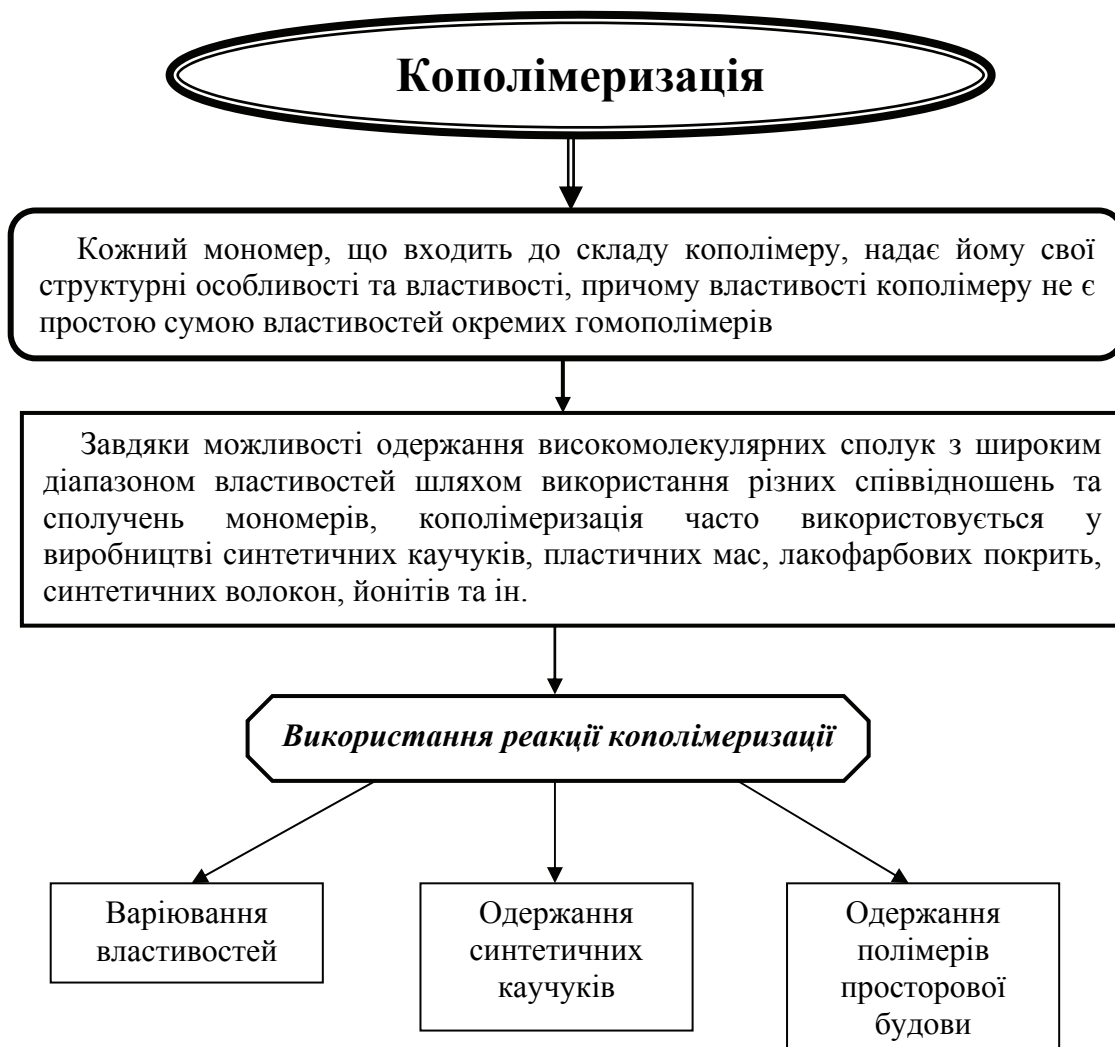 Кополімеризація
Кожний мономер, що входить до складу кополімеру, надає йому свої
структурні особливості та властивості, причому властивості кополімеру не є
простою сумою властивостей окремих гомополімерів
Завдяки можливості одержання високомолекулярних сполук з широким
діапазоном властивостей шляхом використання різних співвідношень та
сполучень мономерів, кополімеризація часто використовується у
виробництві синтетичних каучуків, пластичних мас, лакофарбових покрить,
синтетичних волокон, йонітів та ін.
Використання реакції кополімеризації
Варіювання
властивостей
Одержання
синтетичних
каучуків
Одержання
полімерів
просторової
будови